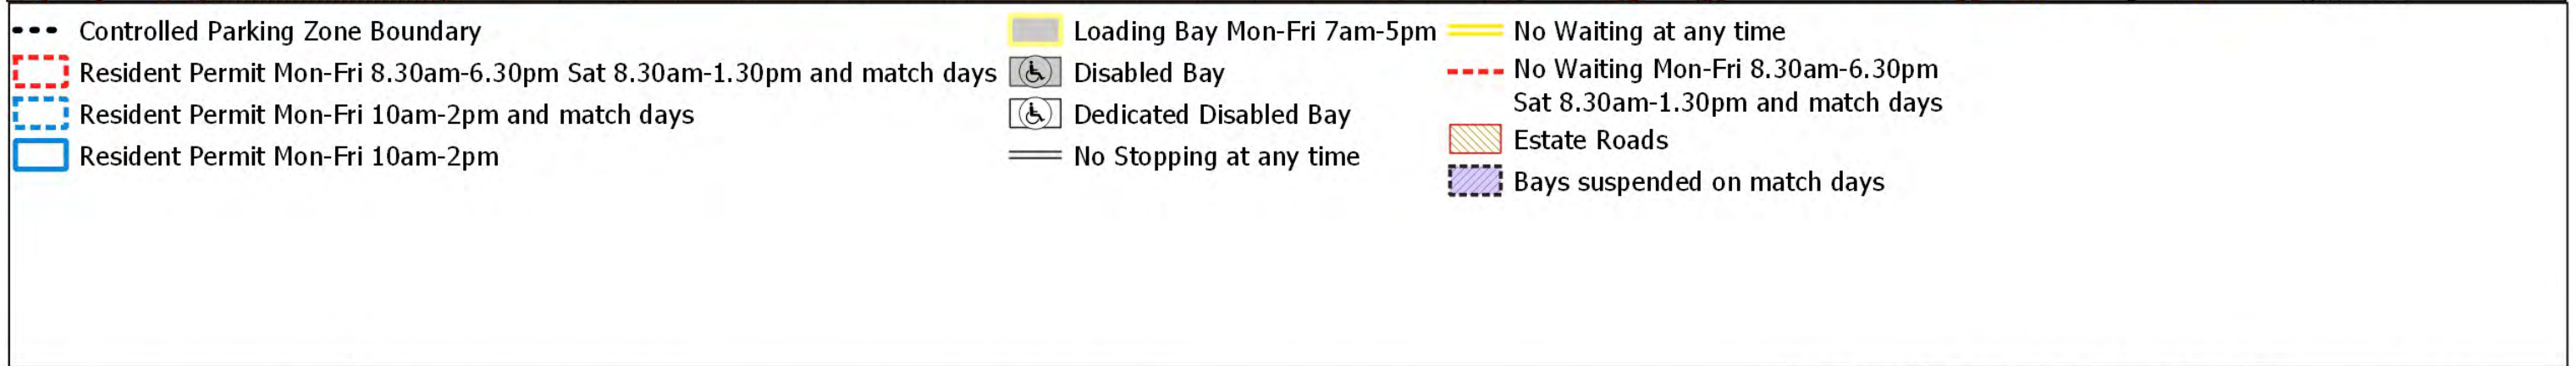 Controlled Parking Zone Boundary
Resident Permit Mon-Fri 8.30am-6.30pm Sat 8.30am-1.30pm and match days
Resident Permit Mon-Fri 10am-2pm and match days
Resident Permit Mon-Fri 10am-2pm
Loading Bay Mon-Fri 7am-5pm
Disabled Bay
Dedicated Disabled Bay
No Stopping at any time
No Waiting at any time
No Waiting Mon-Fri 8.30am-6.30pm
Sat 8.30am-1.30pm and match days
Estate Roads
Bays suspended on match days